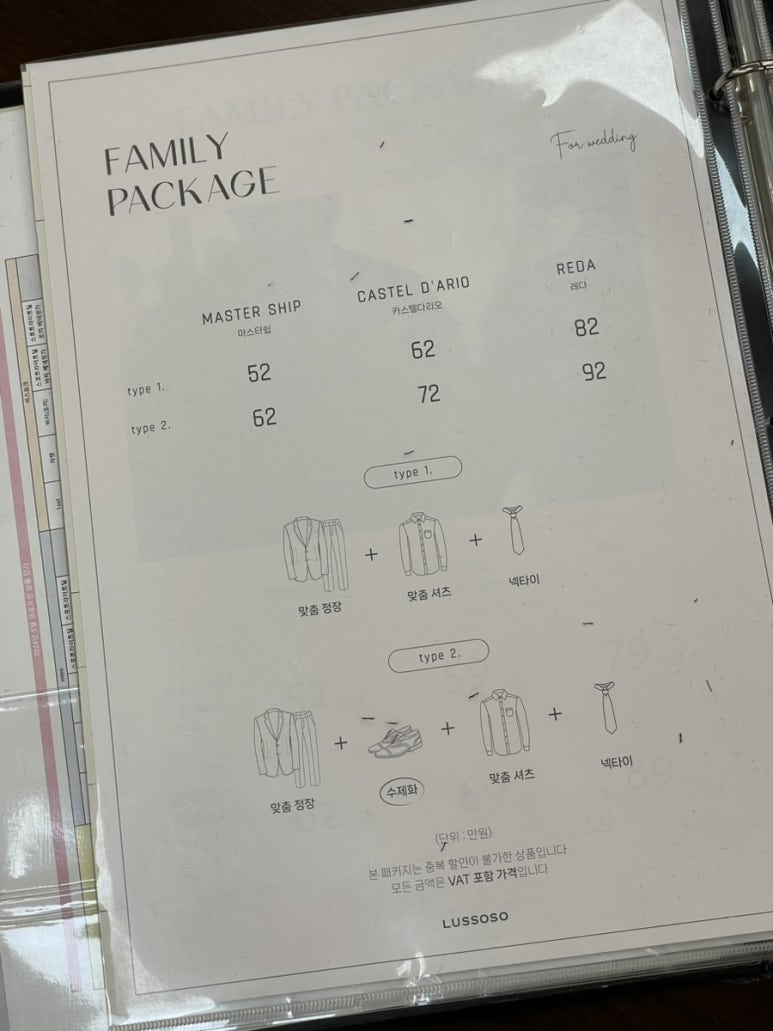 FAMILY
PACKAGE
For wedding
MASTER SHIP
마스터쉽
CASTEL D'ARIO
카스텔다리오
REDA
레다
type 1. 52 62 82
type 2. 62 72 92
type 1.
맞춤 정장 + 맞춤 셔츠 + 넥타이
type 2.
맞춤 정장 + 수제화 + 맞춤 셔츠 + 넥타이
(단위 : 만원)
본 패키지는 중복 할인이 불가한 상품입니다
모든 금액은 VAT 포함 가격입니다
LUSSOSO